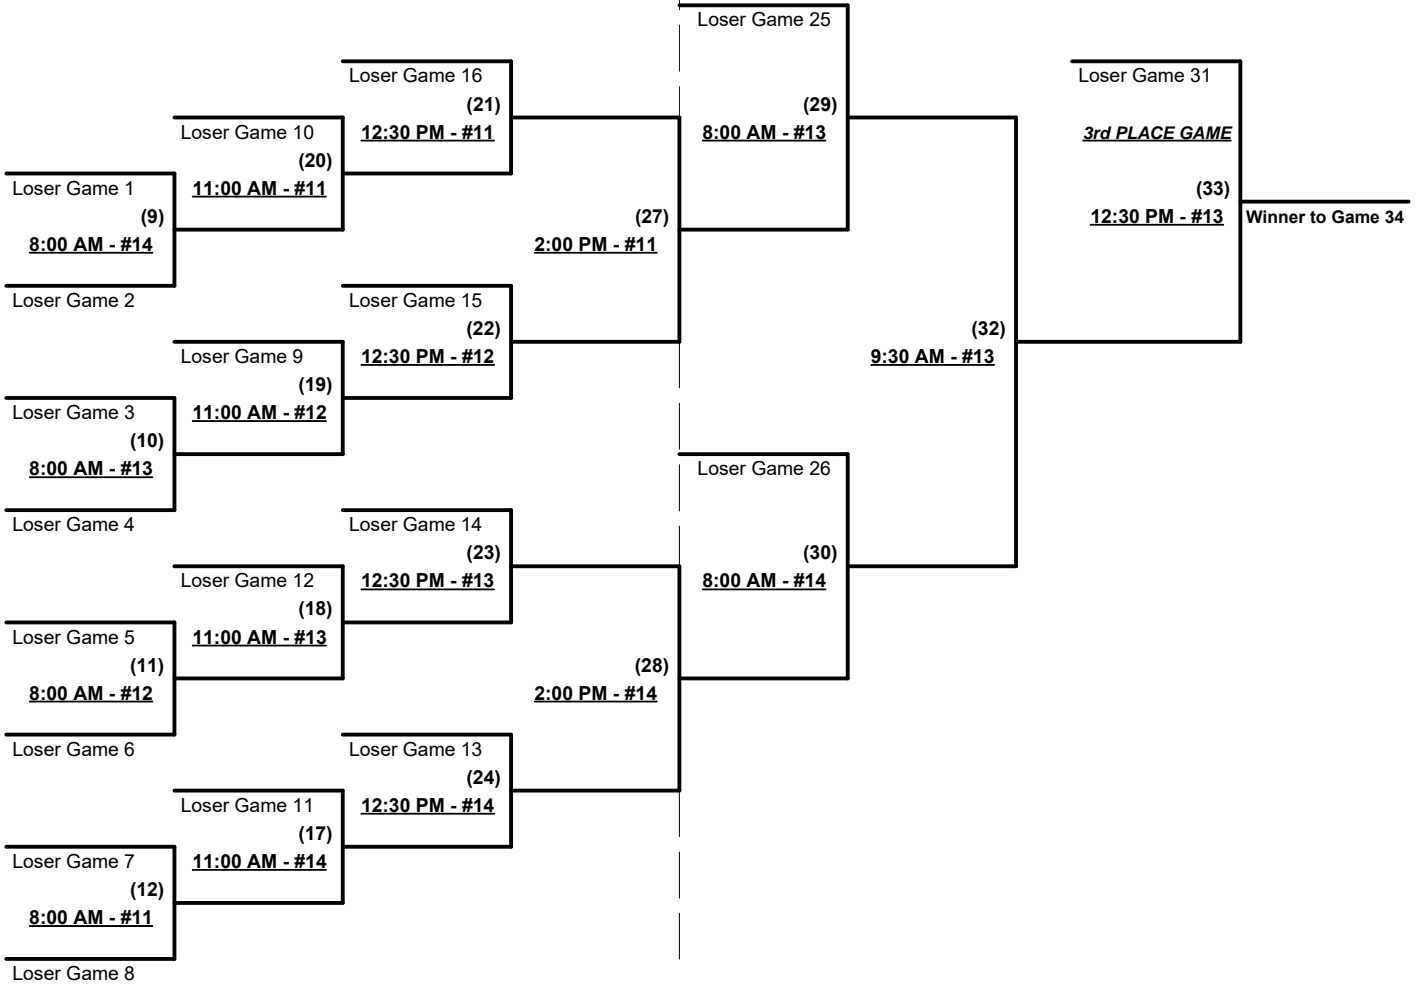 Loser Game 25
Loser Game 16
Loser Game 31
(21)
(29)
12:30 PM - #11
8:00 AM - #13
Loser Game 10
3rd PLACE GAME
(20)
11:00 AM - #11
Loser Game 1
(33)
(9)
(27)
12:30 PM - #13
Winner to Game 34
8:00 AM - #14
2:00 PM - #11
Loser Game 2
Loser Game 15
(22)
(32)
12:30 PM - #12
9:30 AM - #13
Loser Game 9
(19)
11:00 AM - #12
Loser Game 3
(10)
8:00 AM - #13
Loser Game 26
Loser Game 4
Loser Game 14
(23)
(30)
12:30 PM - #13
8:00 AM - #14
Loser Game 12
(18)
11:00 AM - #13
Loser Game 5
(11)
(28)
8:00 AM - #12
2:00 PM - #14
Loser Game 6
Loser Game 13
(24)
12:30 PM - #14
Loser Game 11
(17)
11:00 AM - #14
Loser Game 7
(12)
8:00 AM - #11
Loser Game 8